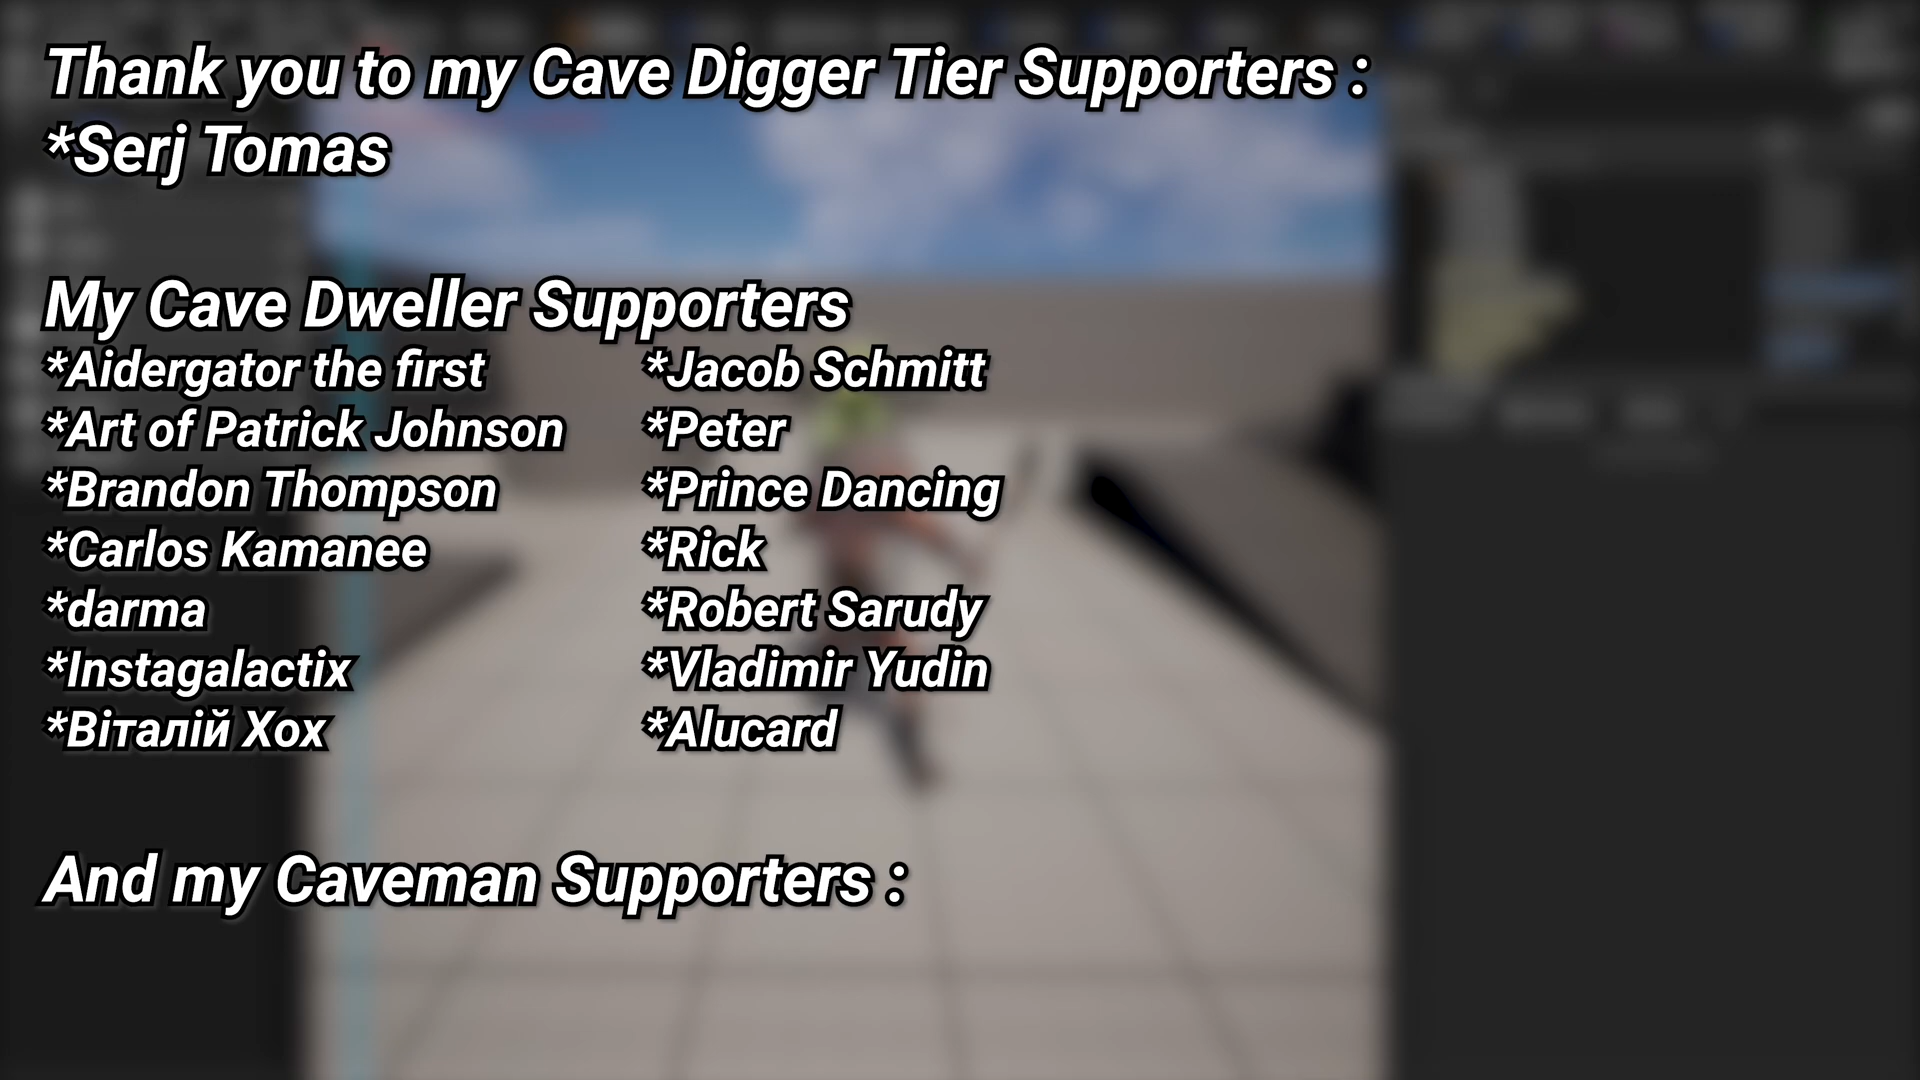 Thank you to my Cave Digger Tier Supporters :
*Serj Tomas
My Cave Dweller Supporters
*Aidergator the first
*Art of Patrick Johnson
*Brandon Thompson
*Carlos Kamanee
*darma
*Instagalactix
*Віталій Хох
*Jacob Schmitt
*Peter
*Prince Dancing
*Rick
*Robert Sarudy
*Vladimir Yudin
*Alucard
And my Caveman Supporters :